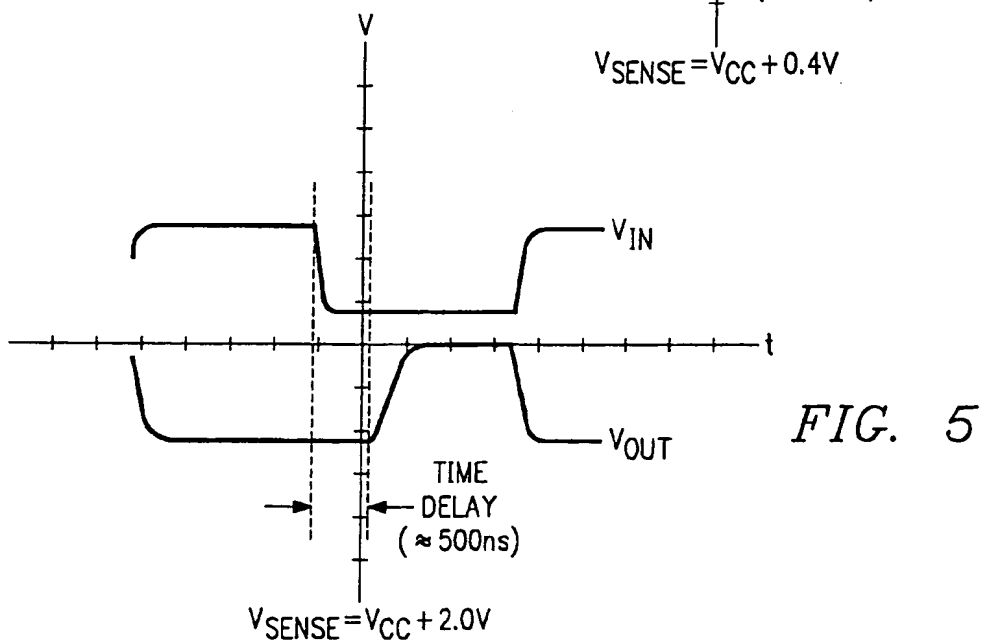 V
V_SENSE = V_CC + 0.4V
V_IN
t
V_OUT
FIG. 5
TIME
DELAY
(≈500ns)
V_SENSE = V_CC + 2.0V